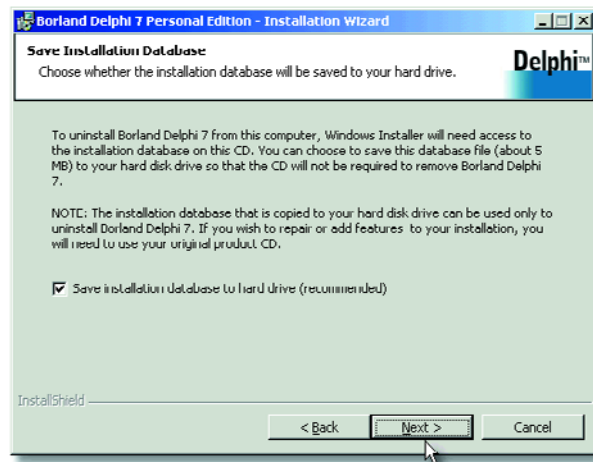 Borland Delphi 7 Personal Edition - Installation Wizard
Save Installation Database
Choose whether the installation database will be saved to your hard drive.
Delphi™
To uninstall Borland Delphi 7 from this computer, Windows Installer will need access to
the installation database on this CD. You can choose to save this database file (about 5
MB) to your hard disk drive so that the CD will not be required to remove Borland Delphi
7.
NOTE: The installation database that is copied to your hard disk drive can be used only to
uninstall Borland Delphi 7. If you wish to repair or add features to your installation, you
will need to use your original product CD.
Save installation database to hard drive (recommended)
InstallShield
< Back
Next >
Cancel